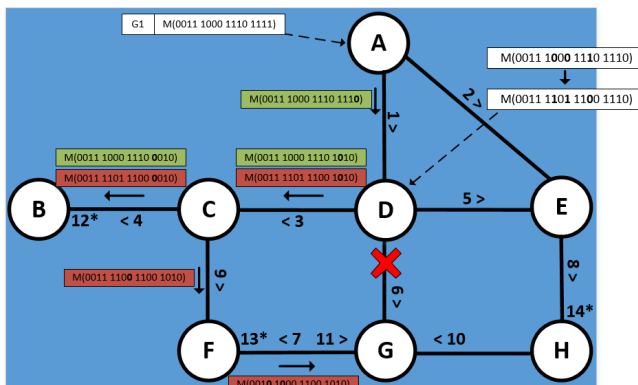 G1 M(0011 1000 1110 1111)
A
M(0011 1000 1110 1110)
M(0011 1101 1100 1110)
2 >
M(0011 1000 1110 1110)
1 >
M(0011 1000 1110 0010)
M(0011 1101 1100 0010)
M(0011 1000 1110 1010)
M(0011 1101 1100 1010)
B
12*
< 4
C
< 3
D
5 >
E
M(0011 1100 1100 1010)
9 >
6 >
8 >
14*
F
13*
< 7
11 >
G
< 10
H
M(0010 1000 1100 1010)